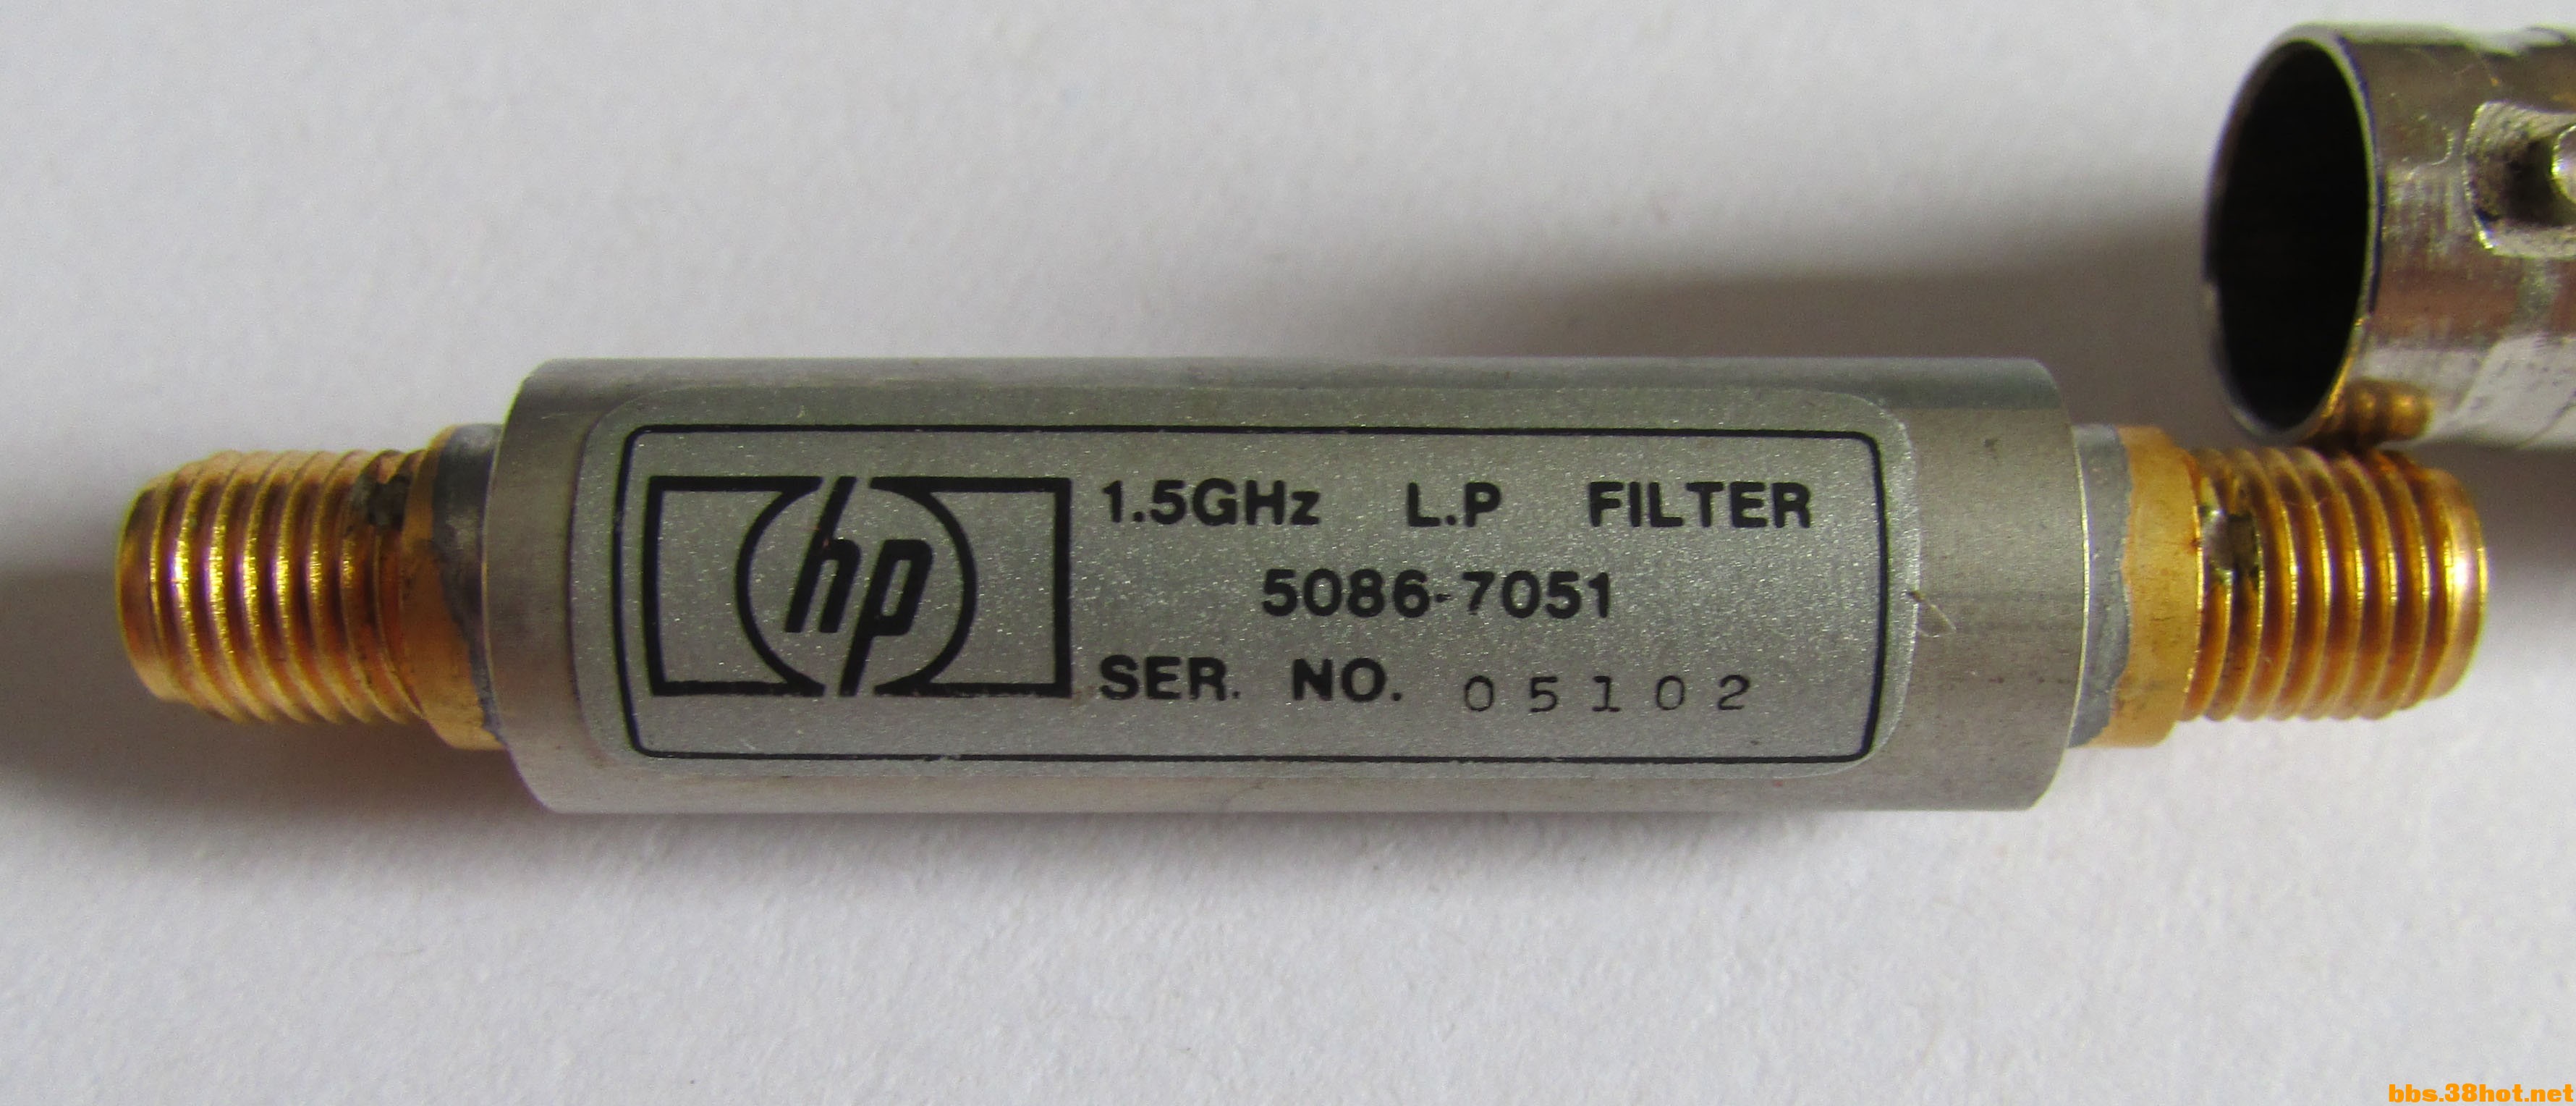 hp
1.5GHz L.P FILTER
5086-7051
SER. NO. 05102
bbs.38hot.net